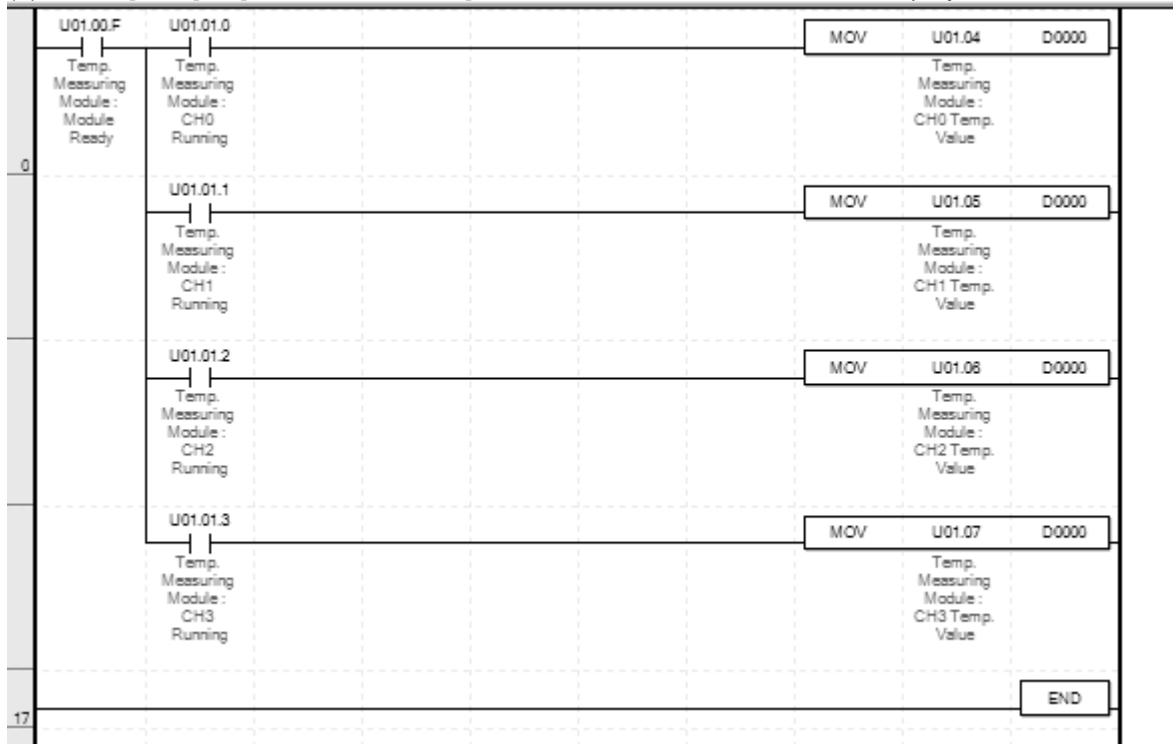 U01.00.F U01.01.0
MOV U01.04 D0000
Temp.
Measuring
Module :
Module
Ready
Temp.
Measuring
Module :
CH0
Running
Temp.
Measuring
Module :
CH0 Temp.
Value
0
U01.01.1
MOV U01.05 D0000
Temp.
Measuring
Module :
CH1
Running
Temp.
Measuring
Module :
CH1 Temp.
Value
U01.01.2
MOV U01.06 D0000
Temp.
Measuring
Module :
CH2
Running
Temp.
Measuring
Module :
CH2 Temp.
Value
U01.01.3
MOV U01.07 D0000
Temp.
Measuring
Module :
CH3
Running
Temp.
Measuring
Module :
CH3 Temp.
Value
END
17